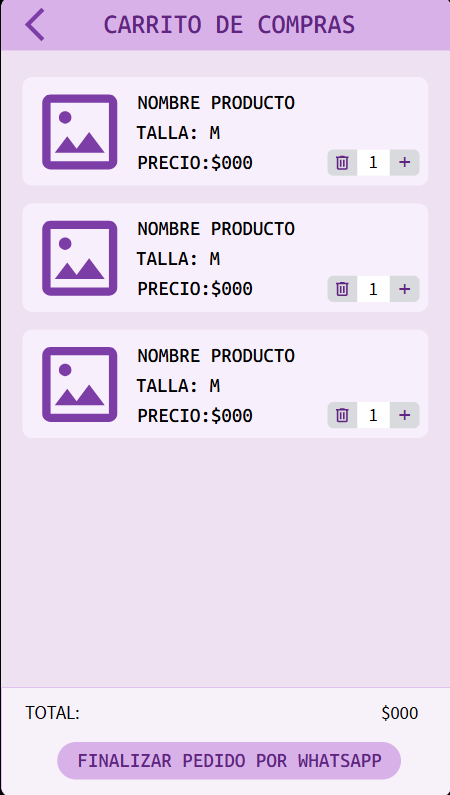 CARRITO DE COMPRAS
NOMBRE PRODUCTO
TALLA: M
PRECIO:$000
1 +
NOMBRE PRODUCTO
TALLA: M
PRECIO:$000
1 +
NOMBRE PRODUCTO
TALLA: M
PRECIO:$000
1 +
TOTAL: $000
FINALIZAR PEDIDO POR WHATSAPP